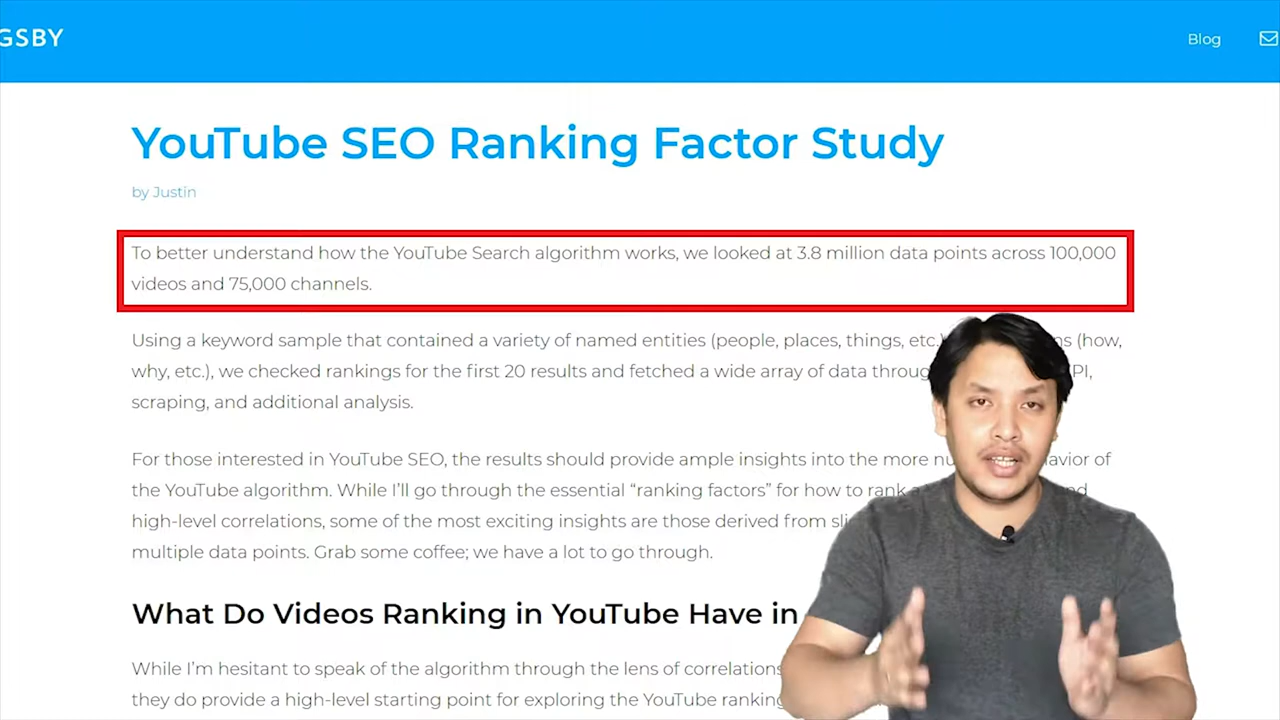 GSBY
Blog
YouTube SEO Ranking Factor Study
by Justin
To better understand how the YouTube Search algorithm works, we looked at 3.8 million data points across 100,000
videos and 75,000 channels.
Using a keyword sample that contained a variety of named entities (people, places, things, etc.) (how,
why, etc.), we checked rankings for the first 20 results and fetched a wide array of data
scraping, and additional analysis.
For those interested in YouTube SEO, the results should provide ample insights into the more of
the YouTube algorithm. While I'll go through the essential “ranking factors” for how to rank
high-level correlations, some of the most exciting insights are those derived from
multiple data points. Grab some coffee; we have a lot to go through.
What Do Videos Ranking in YouTube Have in
While I'm hesitant to speak of the algorithm through the lens of correlations
they do provide a high-level starting point for exploring the YouTube ranking